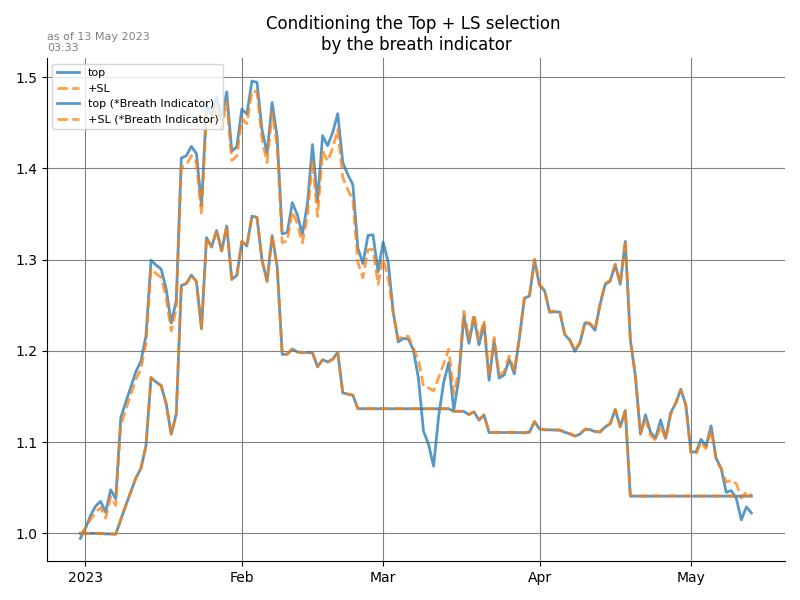 Conditioning the Top + LS selection
by the breath indicator
as of 13 May 2023
03:33
top
+SL
top (*Breath Indicator)
+SL (*Breath Indicator)
1.5
1.4
1.3
1.2
1.1
1.0
2023 Feb Mar Apr May